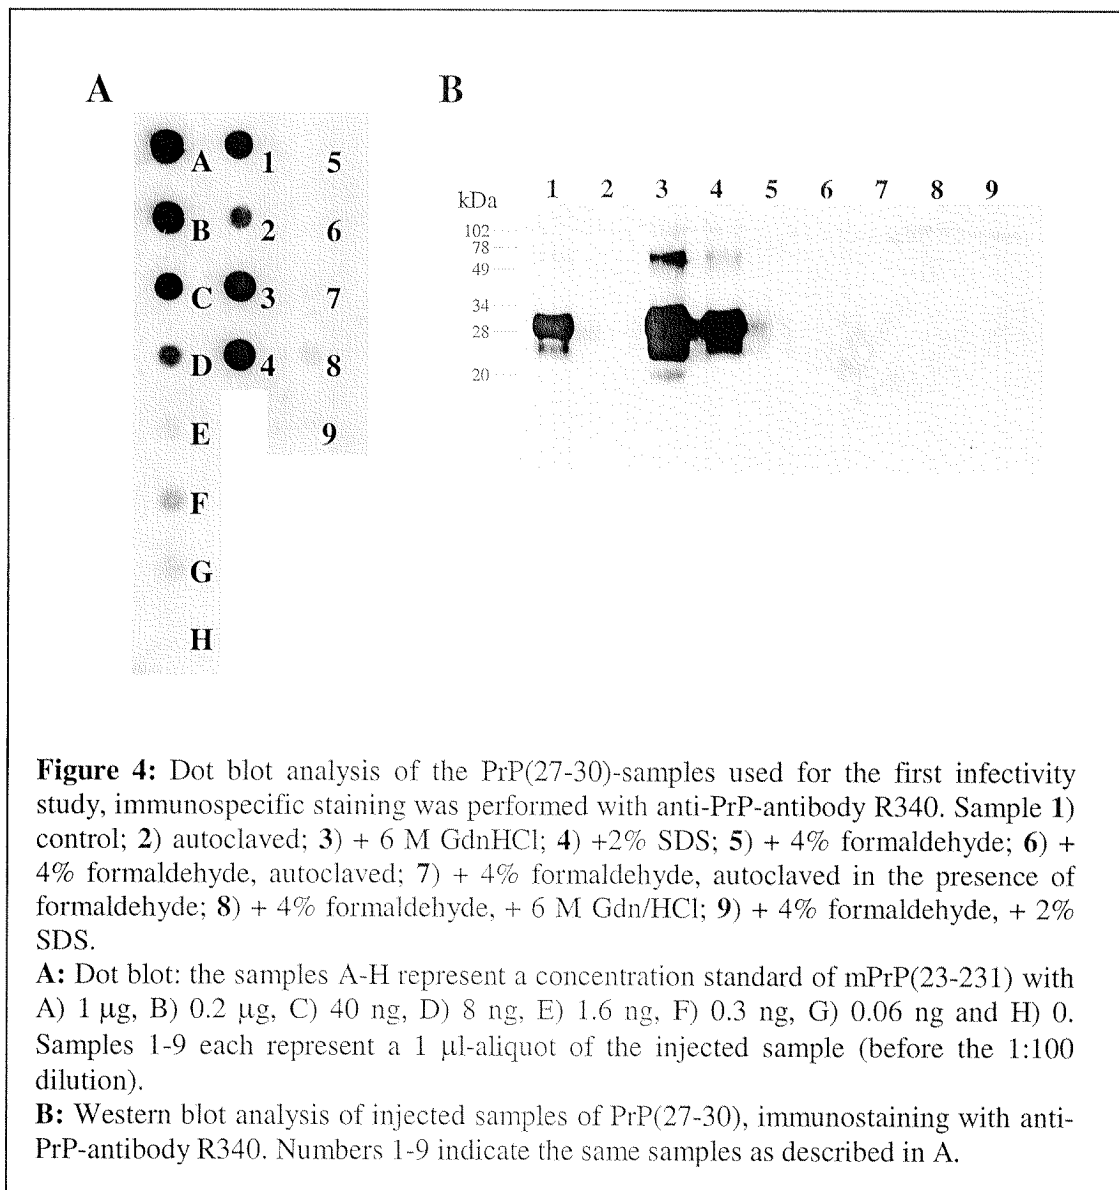 A
B
A 1 5
B 2 6
C 3 7
D 4 8
E 9
F
G
H
1 2 3 4 5 6 7 8 9
kDa
102
78
49
34
28
20
Figure 4: Dot blot analysis of the PrP(27-30)-samples used for the first infectivity
study, immunospecific staining was performed with anti-PrP-antibody R340. Sample 1)
control; 2) autoclaved; 3) + 6 M GdnHCl; 4) +2% SDS; 5) + 4% formaldehyde; 6) +
4% formaldehyde, autoclaved; 7) + 4% formaldehyde, autoclaved in the presence of
formaldehyde; 8) + 4% formaldehyde, + 6 M Gdn/HCl; 9) + 4% formaldehyde, + 2%
SDS.
A: Dot blot: the samples A-H represent a concentration standard of mPrP(23-231) with
A) 1 μg, B) 0.2 μg, C) 40 ng, D) 8 ng, E) 1.6 ng, F) 0.3 ng, G) 0.06 ng and H) 0.
Samples 1-9 each represent a 1 μl-aliquot of the injected sample (before the 1:100
dilution).
B: Western blot analysis of injected samples of PrP(27-30), immunostaining with anti-
PrP-antibody R340. Numbers 1-9 indicate the same samples as described in A.